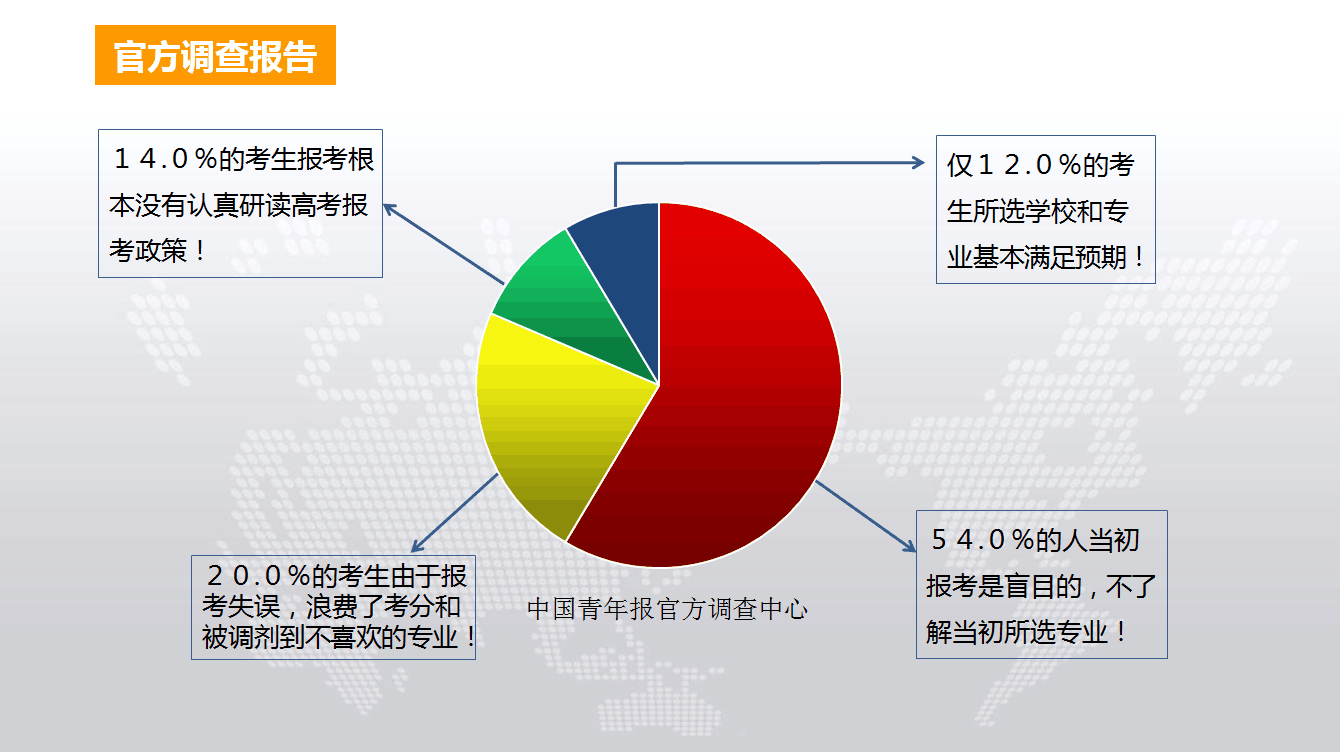 官方调查报告
１４.０％的考生报考根
本没有认真研读高考报
考政策！
仅１２.０％的考
生所选学校和专
业基本满足预期！
２０.０％的考生由于报
考失误，浪费了考分和
被调剂到不喜欢的专业！
中国青年报官方调查中心
５４.０％的人当初
报考是盲目的，不了
解当初所选专业！